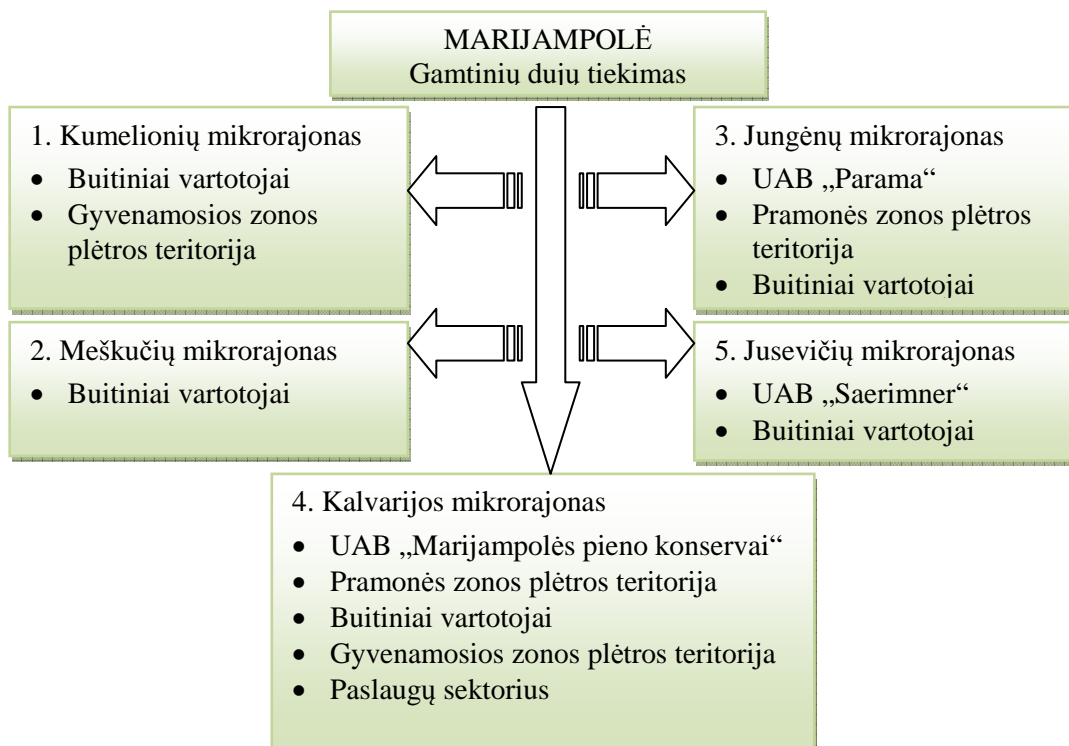 MARIJAMPOLĖ
Gamtinių dujų tiekimas
1. Kumelionių mikrorajonas
• Buitiniai vartotojai
• Gyvenamosios zonos
plėtros teritorija
2. Meškučių mikrorajonas
• Buitiniai vartotojai
3. Jungėnų mikrorajonas
• UAB „Parama“
• Pramonės zonos plėtros
teritorija
• Buitiniai vartotojai
5. Jusevičių mikrorajonas
• UAB „Saerimner“
• Buitiniai vartotojai
4. Kalvarijos mikrorajonas
• UAB „Marijampolės pieno konservai“
• Pramonės zonos plėtros teritorija
• Buitiniai vartotojai
• Gyvenamosios zonos plėtros teritorija
• Paslaugų sektorius